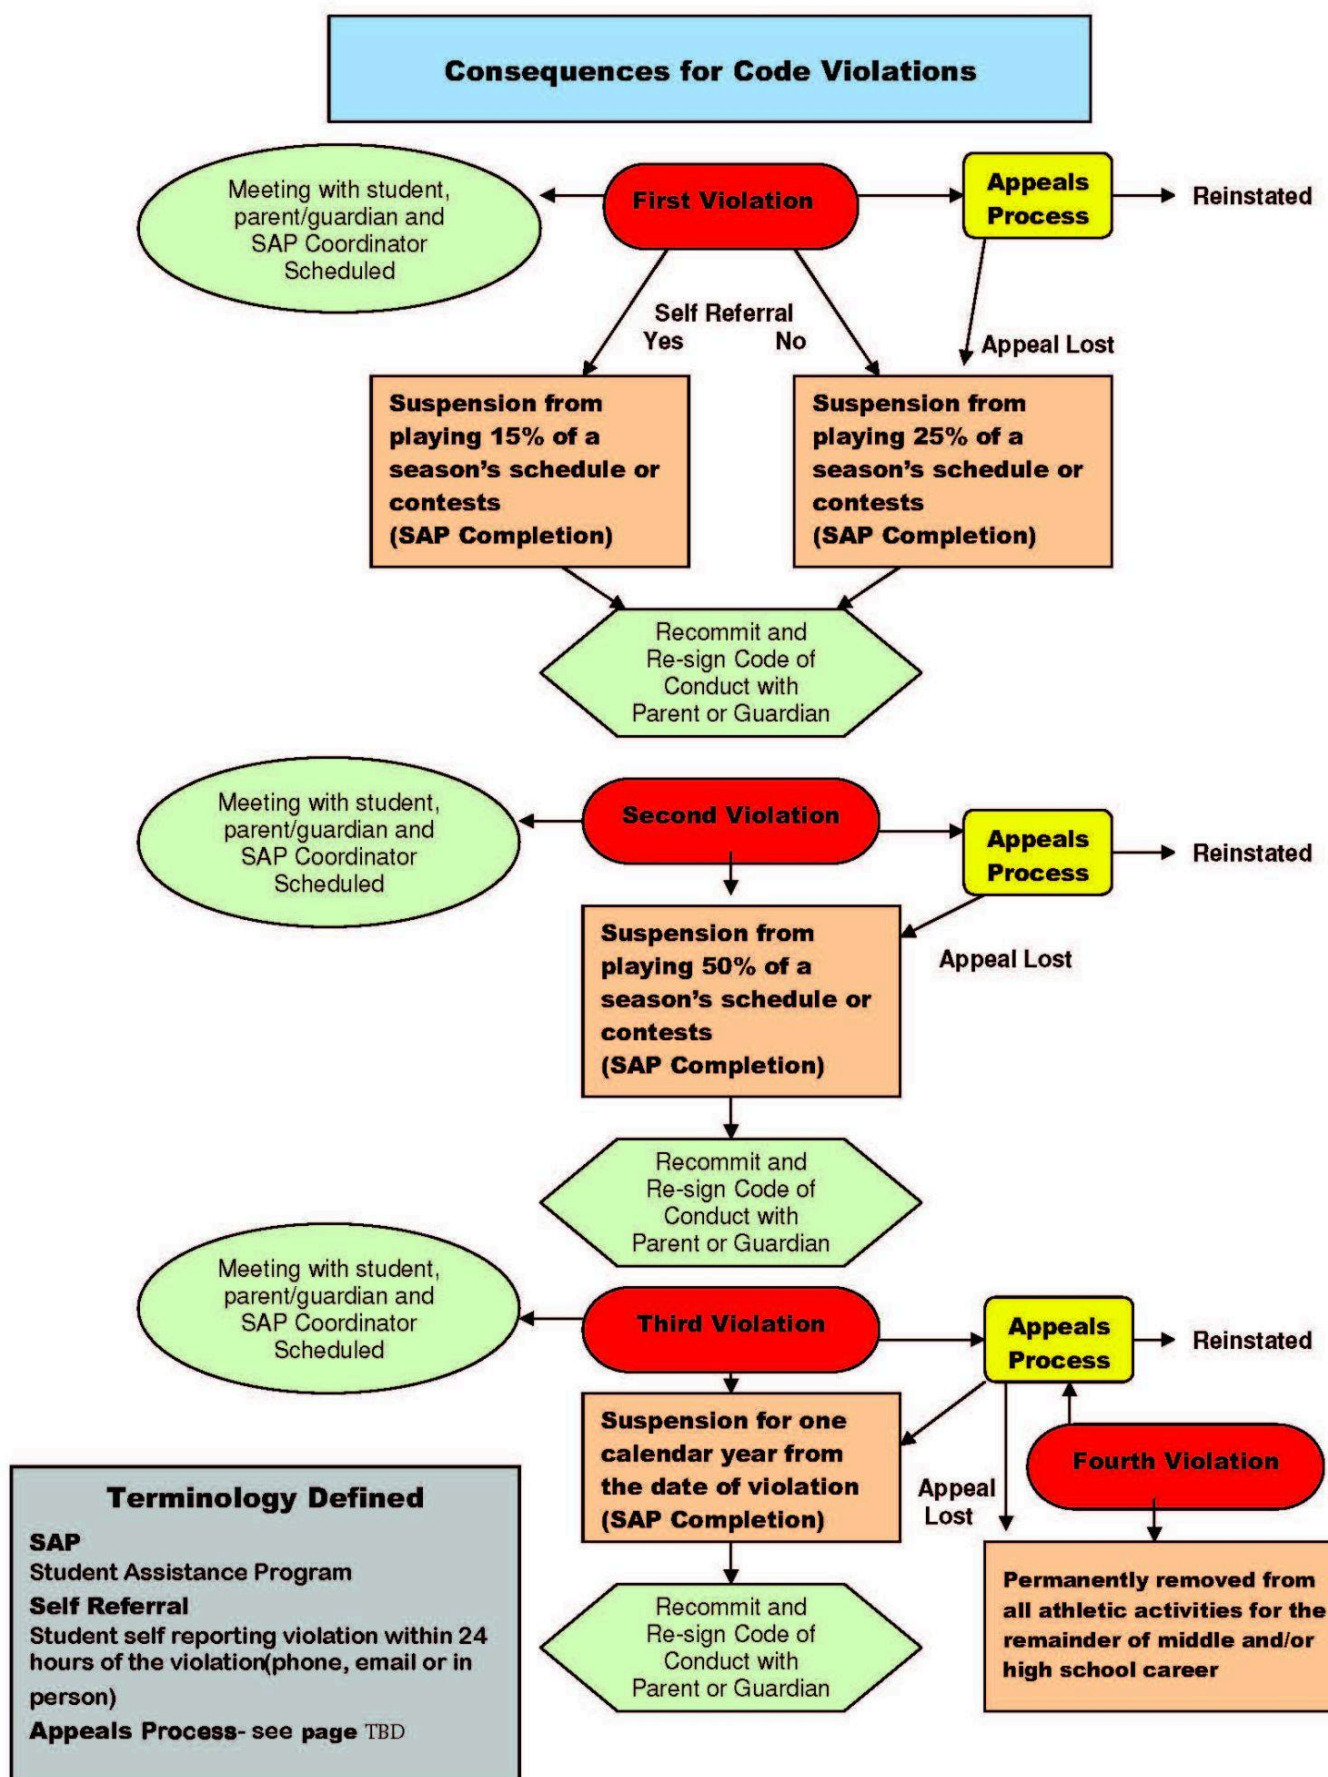 Consequences for Code Violations
Meeting with student,
parent/guardian and
SAP Coordinator
Scheduled
First Violation
Appeals
Process
Reinstated
Self Referral
Yes
No
Appeal Lost
Suspension from
playing 15% of a
season's schedule or
contests
(SAP Completion)
Suspension from
playing 25% of a
season's schedule or
contests
(SAP Completion)
Recommit and
Re-sign Code of
Conduct with
Parent or Guardian
Meeting with student,
parent/guardian and
SAP Coordinator
Scheduled
Second Violation
Appeals
Process
Reinstated
Suspension from
playing 50% of a
season's schedule or
contests
(SAP Completion)
Appeal Lost
Recommit and
Re-sign Code of
Conduct with
Parent or Guardian
Meeting with student,
parent/guardian and
SAP Coordinator
Scheduled
Third Violation
Appeals
Process
Reinstated
Suspension for one
calendar year from
the date of violation
(SAP Completion)
Appeal
Lost
Fourth Violation
Recommit and
Re-sign Code of
Conduct with
Parent or Guardian
Permanently removed from
all athletic activities for the
remainder of middle and/or
high school career
Terminology Defined
SAP
Student Assistance Program
Self Referral
Student self reporting violation within 24
hours of the violation(phone, email or in
person)
Appeals Process- see page TBD